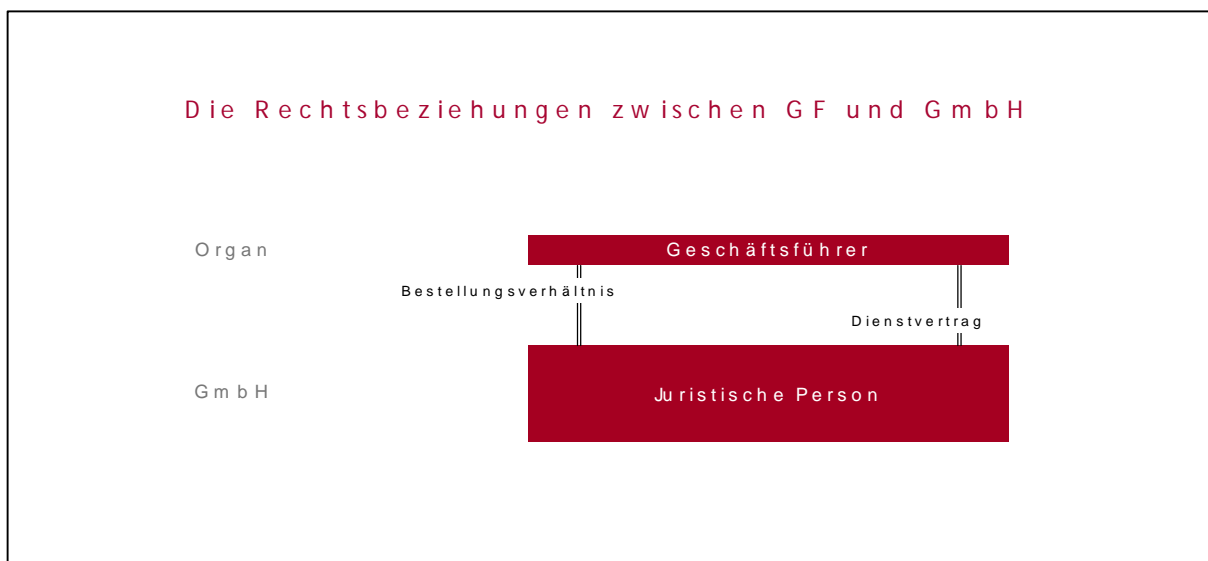 Die Rechtsbeziehungen zwischen GF und GmbH
Organ
Geschäftsführer
Bestellungsverhältnis
Dienstvertrag
GmbH
Juristische Person